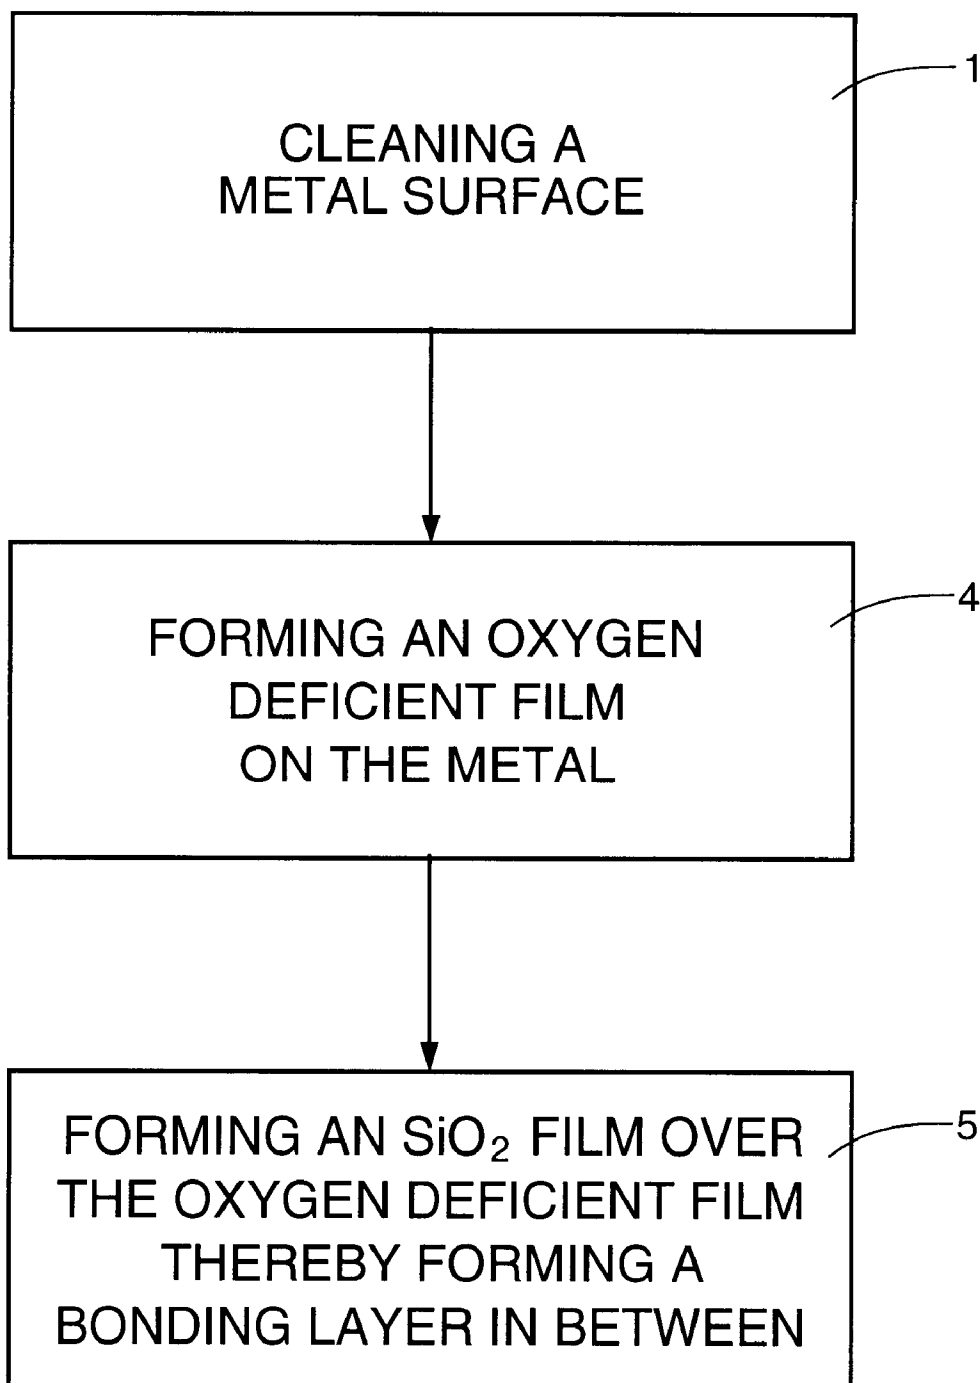 1
CLEANING A
METAL SURFACE
4
FORMING AN OXYGEN
DEFICIENT FILM
ON THE METAL
5
FORMING AN SiO₂ FILM OVER
THE OXYGEN DEFICIENT FILM
THEREBY FORMING A
BONDING LAYER IN BETWEEN